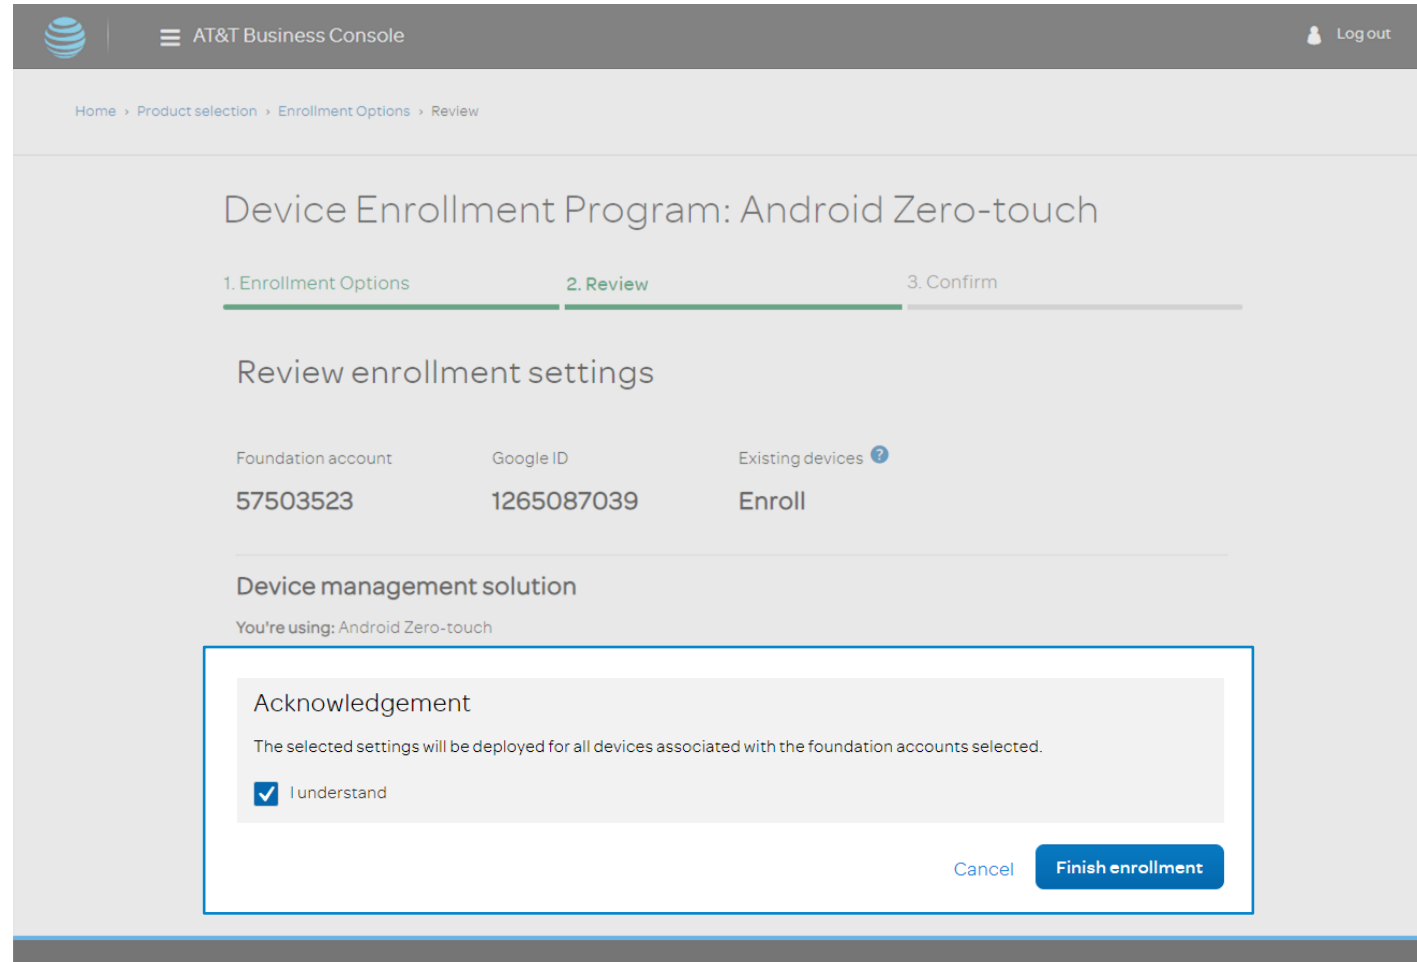 AT&T Business Console
Log out
Home › Product selection › Enrollment Options › Review
Device Enrollment Program: Android Zero-touch
1. Enrollment Options
2. Review
3. Confirm
Review enrollment settings
Foundation account
Google ID
Existing devices ?
57503523
1265087039
Enroll
Device management solution
You're using: Android Zero-touch
Acknowledgement
The selected settings will be deployed for all devices associated with the foundation accounts selected.
I understand
Cancel
Finish enrollment